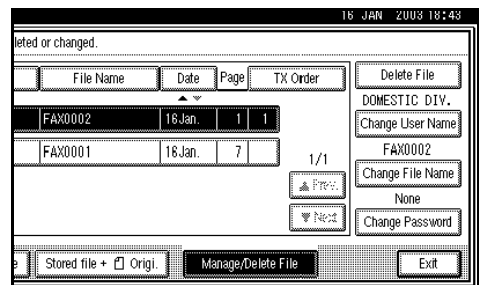 16 JAN 2003 18:43
leted or changed.
File Name Date Page TX Order Delete File
DOMESTIC DIV.
FAX0002 16Jan. 1 1 Change User Name
FAX0001 16Jan. 7 FAX0002
1/1 Change File Name
▲ Prev. None
▼ Next Change Password
e Stored file + Origi. Manage/Delete File Exit